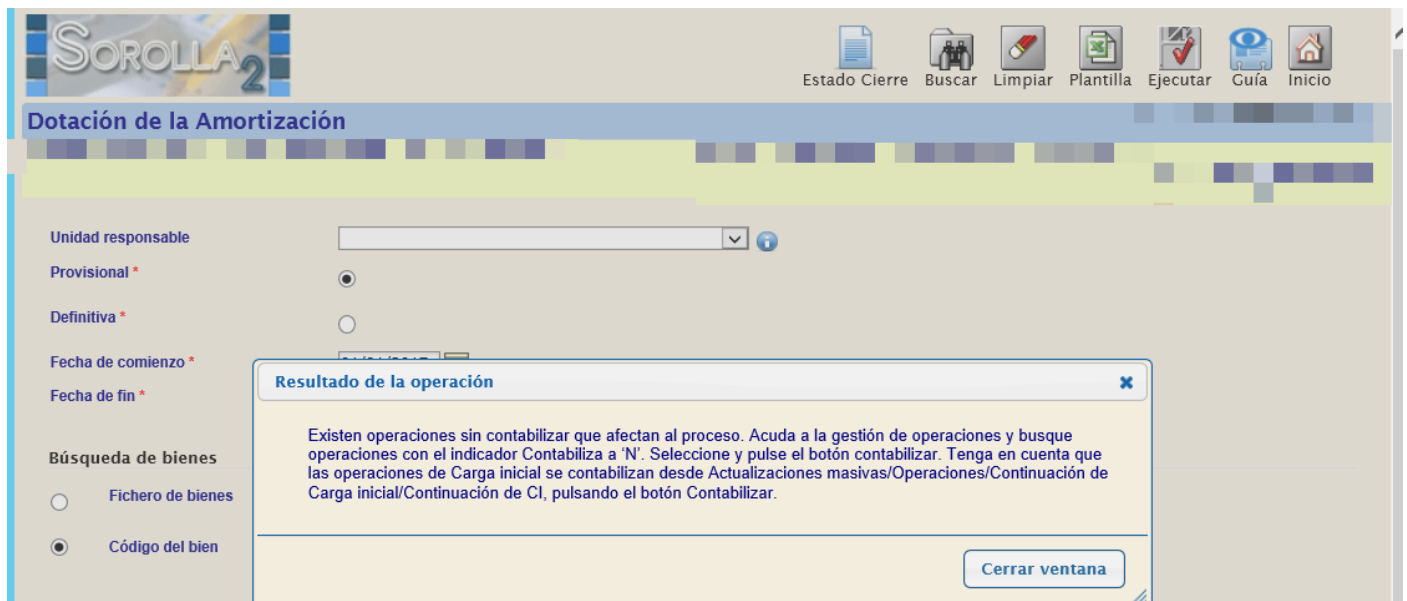 SOROLLA2
Estado Cierre Buscar Limpiar Plantilla Ejecutar Guía Inicio
Dotación de la Amortización
Unidad responsable
Provisional *
Definitiva *
Fecha de comienzo *
Fecha de fin *
Resultado de la operación
Existen operaciones sin contabilizar que afectan al proceso. Acuda a la gestión de operaciones y busque
operaciones con el indicador Contabiliza a ‘N’. Seleccione y pulse el botón contabilizar. Tenga en cuenta que
las operaciones de Carga inicial se contabilizan desde Actualizaciones masivas/Operaciones/Continuación de
Carga inicial/Continuación de CI, pulsando el botón Contabilizar.
Búsqueda de bienes
Fichero de bienes
Código del bien
Cerrar ventana